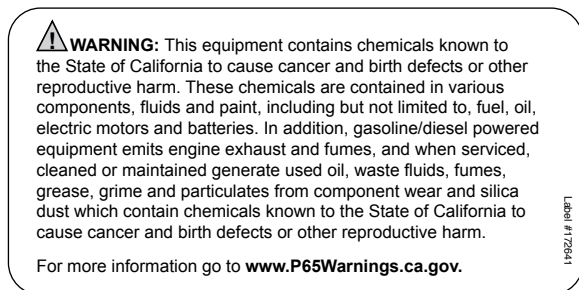 WARNING: This equipment contains chemicals known to
the State of California to cause cancer and birth defects or other
reproductive harm. These chemicals are contained in various
components, fluids and paint, including but not limited to, fuel, oil,
electric motors and batteries. In addition, gasoline/diesel powered
equipment emits engine exhaust and fumes, and when serviced,
cleaned or maintained generate used oil, waste fluids, fumes,
grease, grime and particulates from component wear and silica
dust which contain chemicals known to the State of California to
cause cancer and birth defects or other reproductive harm.
For more information go to www.P65Warnings.ca.gov.
Label #172641